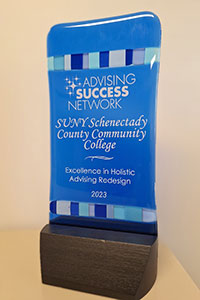 ADVISING
SUCCESS
NETWORK
SUNY Schenectady
County Community
College
Excellence in Holistic
Advising Redesign
2023